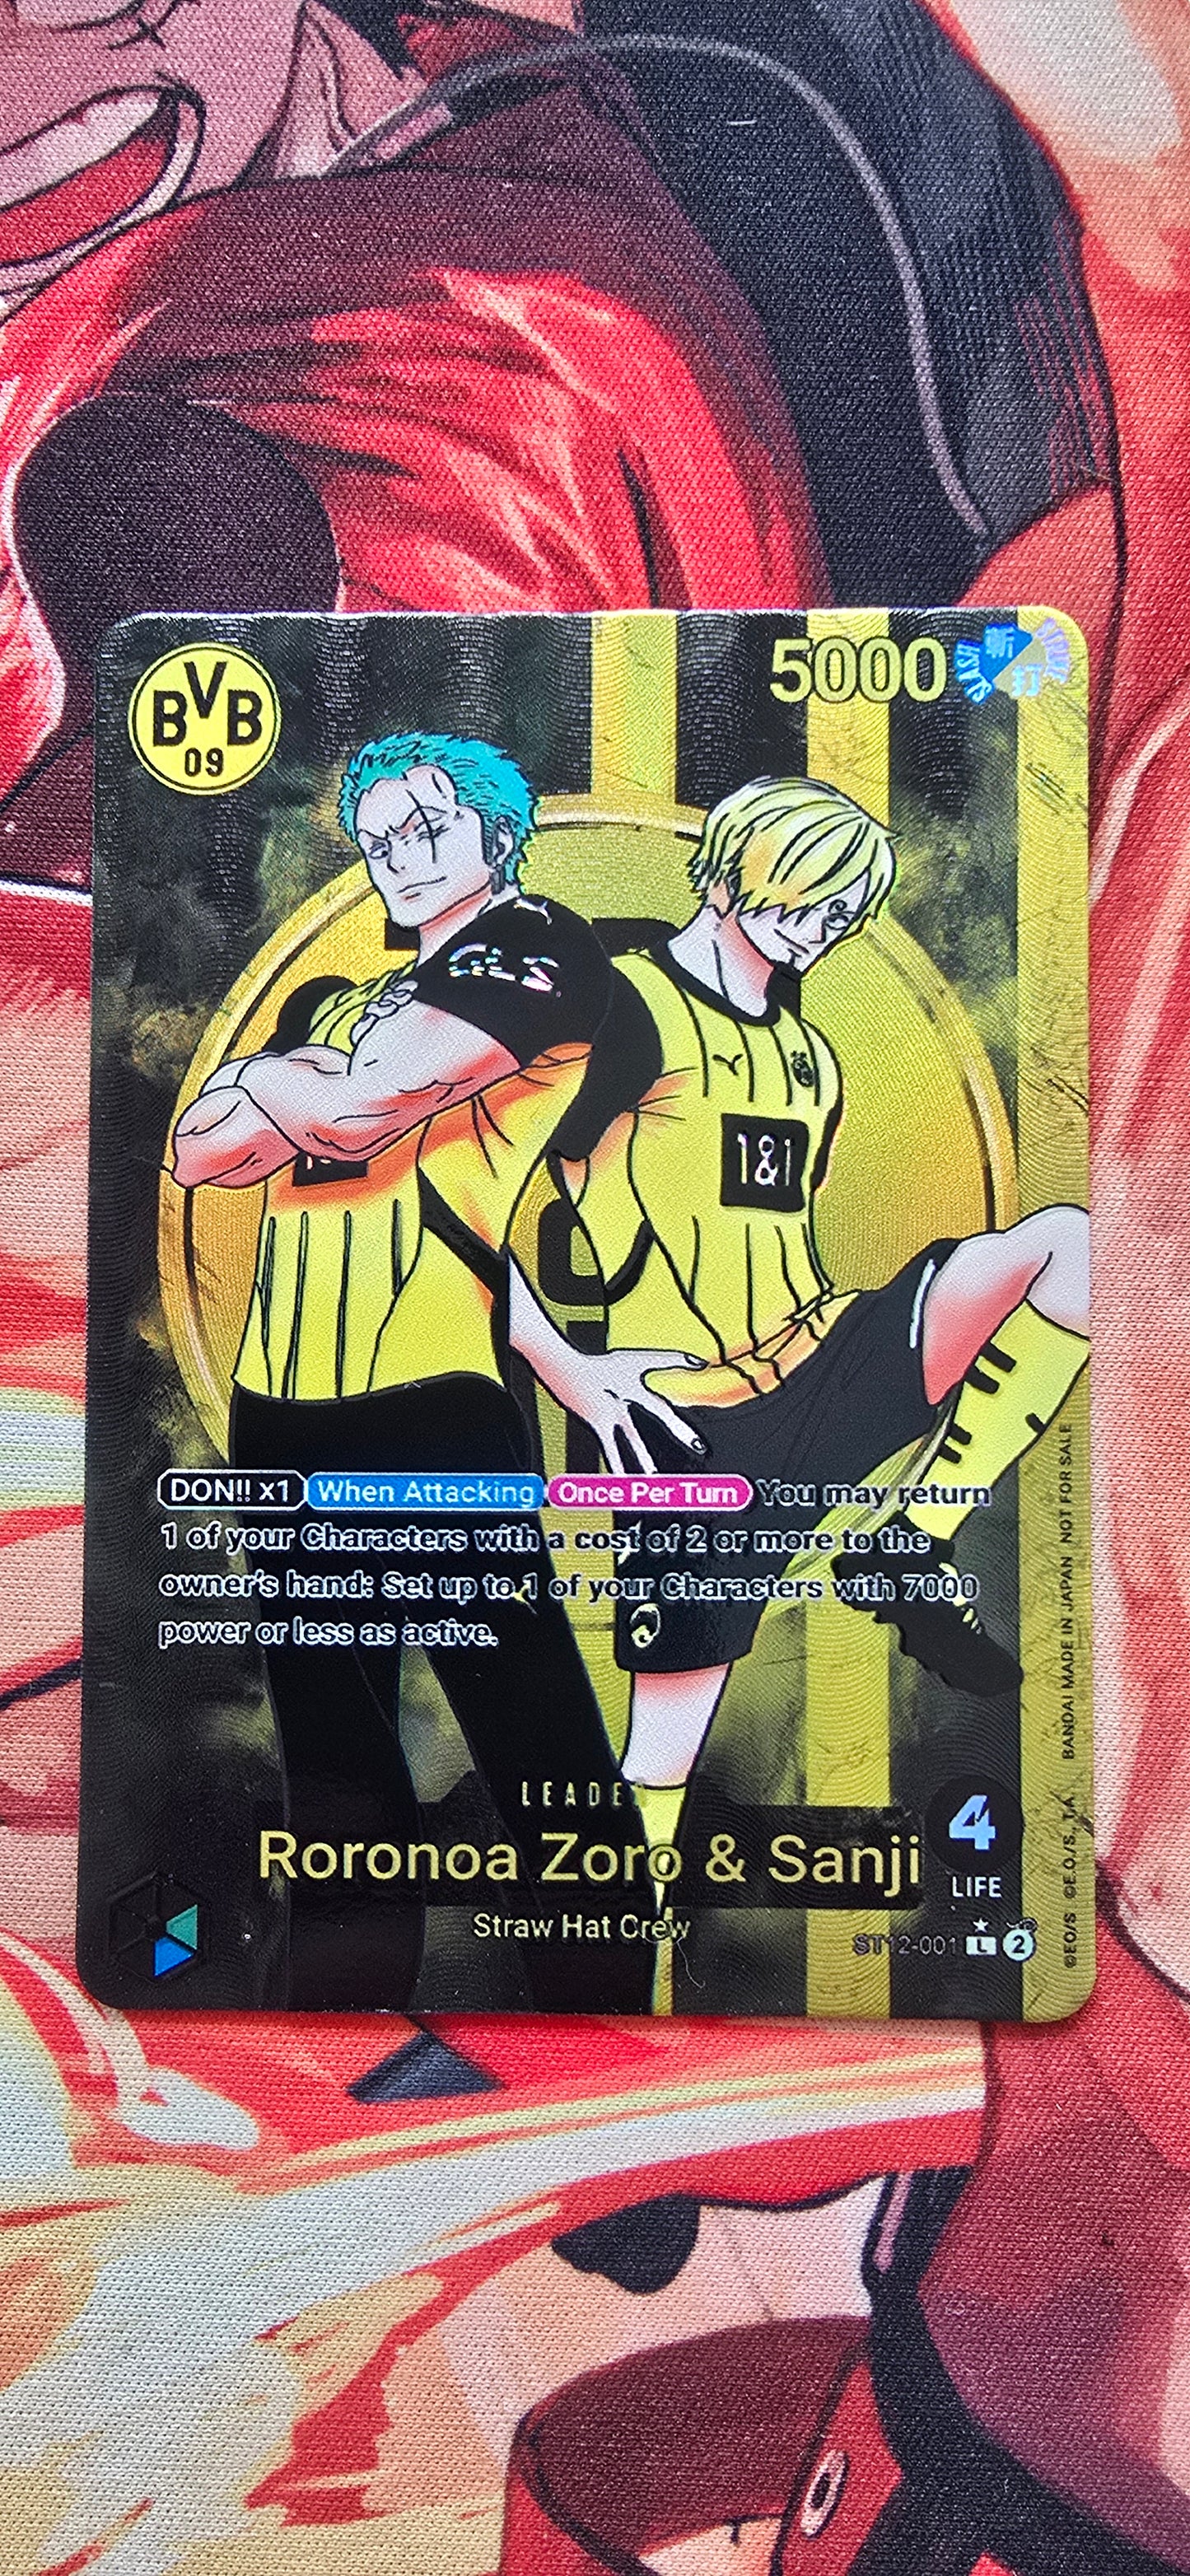 BVB
09
5000
SLASH 斬 打 STRIKE
GLS
1&1
DON!! x1 When Attacking Once Per Turn You may return
1 of your Characters with a cost of 2 or more to the
owner's hand: Set up to 1 of your Characters with 7000
power or less as active.
LEADE
Roronoa Zoro & Sanji
Straw Hat Crew
4
LIFE
ST12-001 L 2
©EO/S ©E.O/S.,T.A BANDAI MADE IN JAPAN NOT FOR SALE